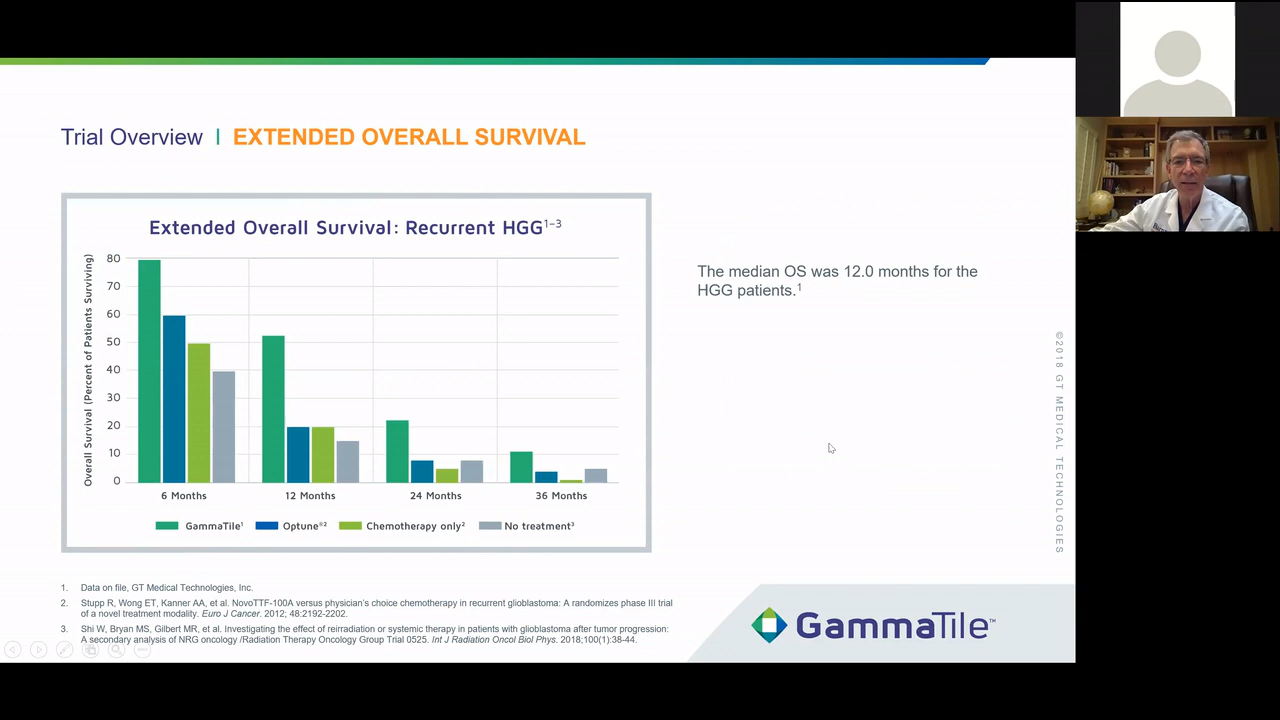 Trial Overview | EXTENDED OVERALL SURVIVAL
Extended Overall Survival: Recurrent HGG1–3
Overall Survival (Percent of Patients Surviving)
80
70
60
50
40
30
20
10
0
6 Months
12 Months
24 Months
36 Months
GammaTile1
Optune®2
Chemotherapy only2
No treatment3
The median OS was 12.0 months for the
HGG patients.1
©2018 GT MEDICAL TECHNOLOGIES
1. Data on file, GT Medical Technologies, Inc.
2. Stupp R, Wong ET, Kanner AA, et al. NovoTTF-100A versus physician's choice chemotherapy in recurrent glioblastoma: A randomizes phase III trial
of a novel treatment modality. Euro J Cancer. 2012; 48:2192-2202.
3. Shi W, Bryan MS, Gilbert MR, et al. Investigating the effect of reirradiation or systemic therapy in patients with glioblastoma after tumor progression:
A secondary analysis of NRG oncology /Radiation Therapy Oncology Group Trial 0525. Int J Radiation Oncol Biol Phys. 2018;100(1):38-44.
GammaTile™